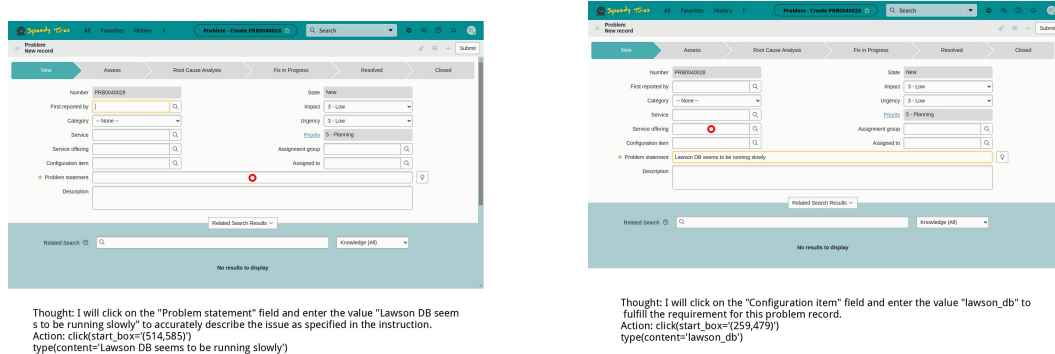 Speedy Tires All Favorites History Problem - Create PRB0040028 ☆ Search
Problem
New record
Submit
New Assess Root Cause Analysis Fix in Progress Resolved Closed
Number PRB0040028 State New
First reported by Impact 3 - Low
Category -- None -- Urgency 3 - Low
Service Priority 5 - Planning
Service offering Assignment group
Configuration item Assigned to
* Problem statement
Description
Related Search Results
Related Search Knowledge (All)
No results to display
Thought: I will click on the "Problem statement" field and enter the value "Lawson DB seem
s to be running slowly" to accurately describe the issue as specified in the instruction.
Action: click(start_box='(514,585)')
type(content='Lawson DB seems to be running slowly')
Speedy Tires All Favorites History Problem - Create PRB0040028 ☆ Search
Problem
New record
Submit
New Assess Root Cause Analysis Fix in Progress Resolved Closed
Number PRB0040028 State New
First reported by Impact 3 - Low
Category -- None -- Urgency 3 - Low
Service Priority 5 - Planning
Service offering Assignment group
Configuration item Assigned to
* Problem statement Lawson DB seems to be running slowly
Description
Related Search Results
Related Search Knowledge (All)
No results to display
Thought: I will click on the "Configuration item" field and enter the value "lawson_db" to
fulfill the requirement for this problem record.
Action: click(start_box='(259,479)')
type(content='lawson_db')